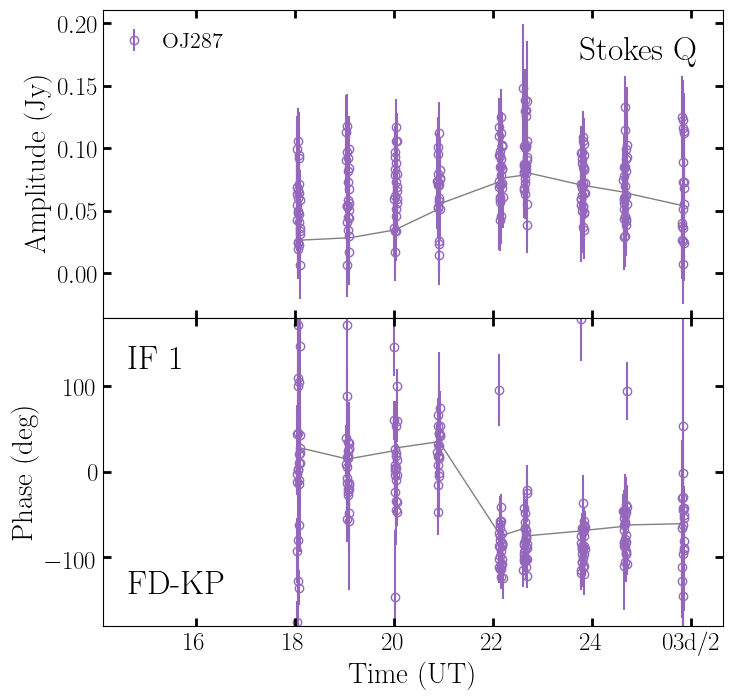 0.20
OJ287
Stokes Q
0.15
0.10
0.05
0.00
Amplitude (Jy)
IF 1
100
0
−100
Phase (deg)
FD-KP
16 18 20 22 24 03d/2
Time (UT)